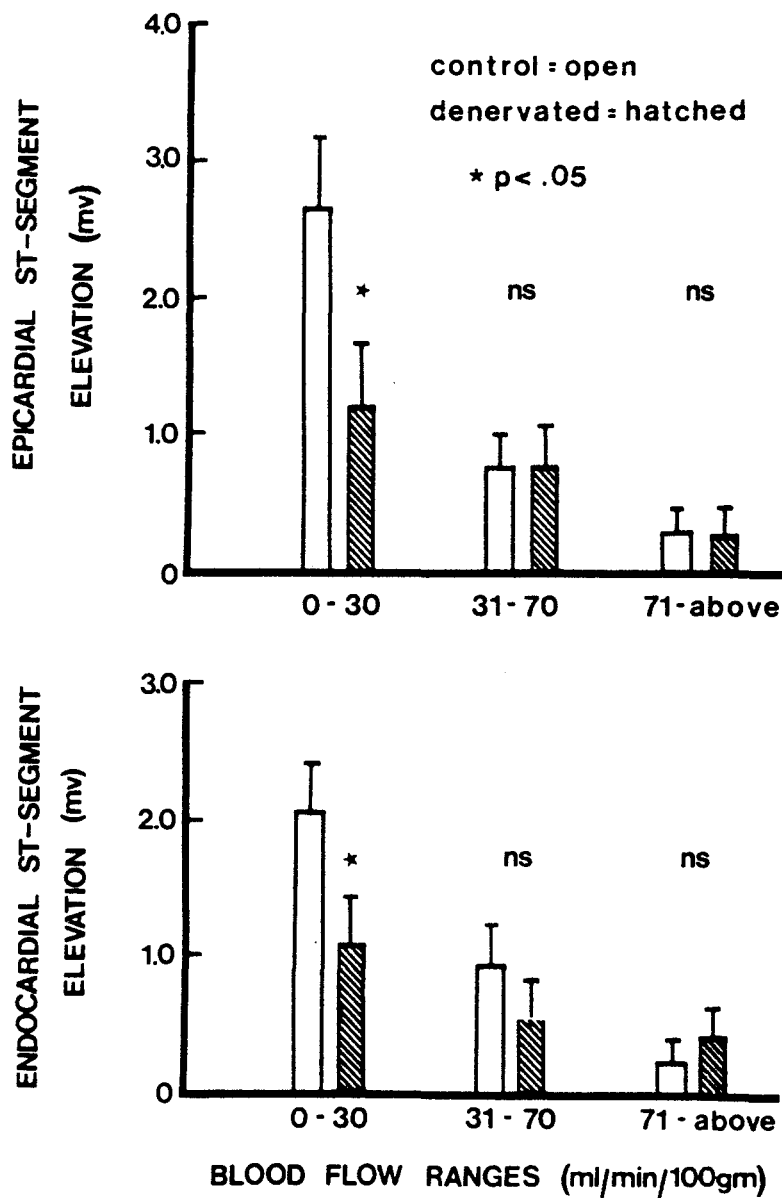 4.0
control = open
denervated = hatched
3.0
* p< .05
EPICARDIAL ST-SEGMENT
ELEVATION (mv)
2.0
* ns ns
1.0
0
0 - 30 31 - 70 71 - above
3.0
ENDOCARDIAL ST-SEGMENT
ELEVATION (mv)
2.0
* ns ns
1.0
0
0 - 30 31 - 70 71 - above
BLOOD FLOW RANGES (ml/min/100gm)